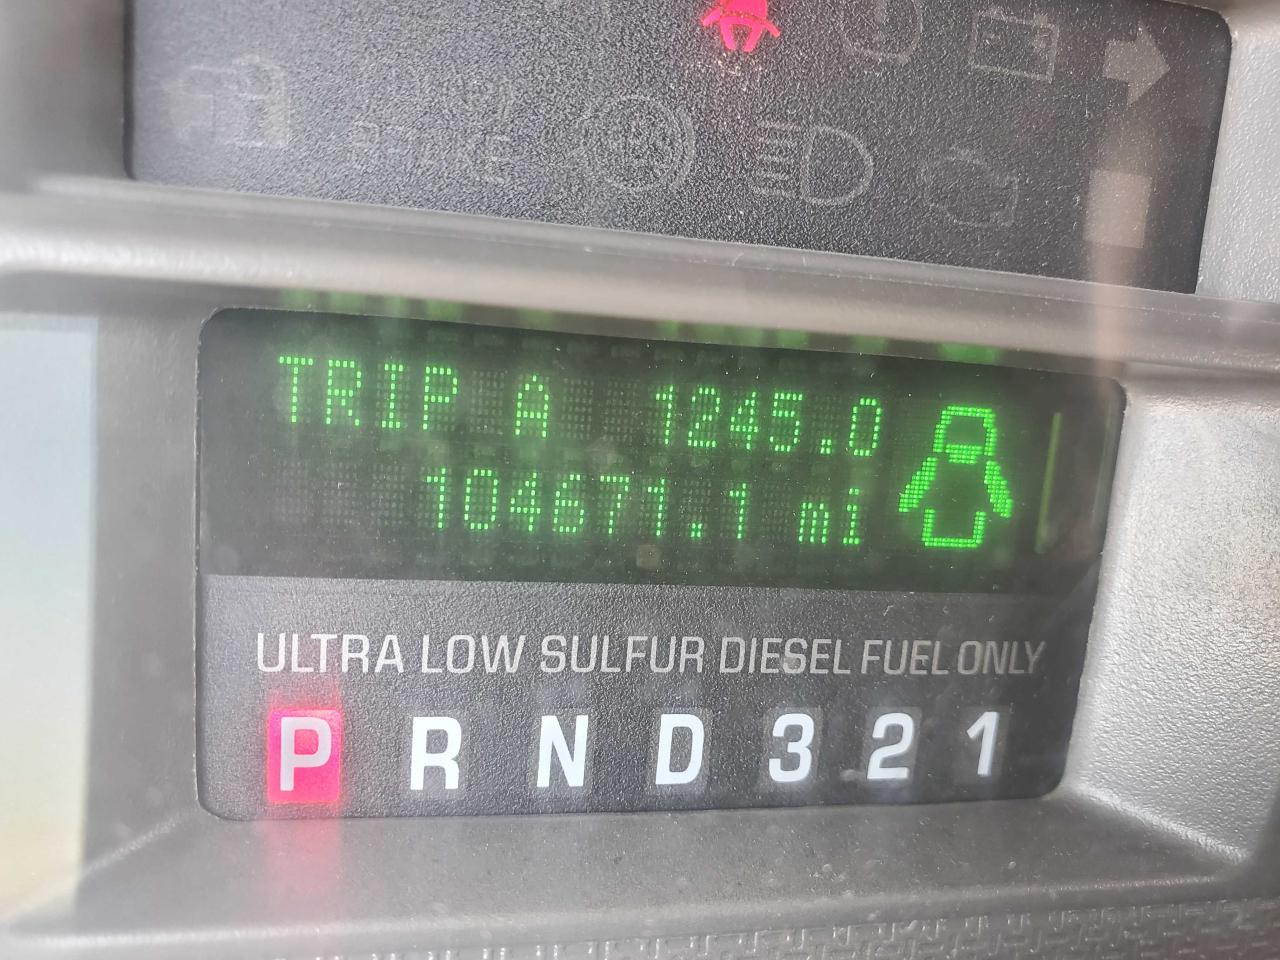 TRIP A 1245.0
104671.1 mi
ULTRA LOW SULFUR DIESEL FUEL ONLY
P R N D 3 2 1